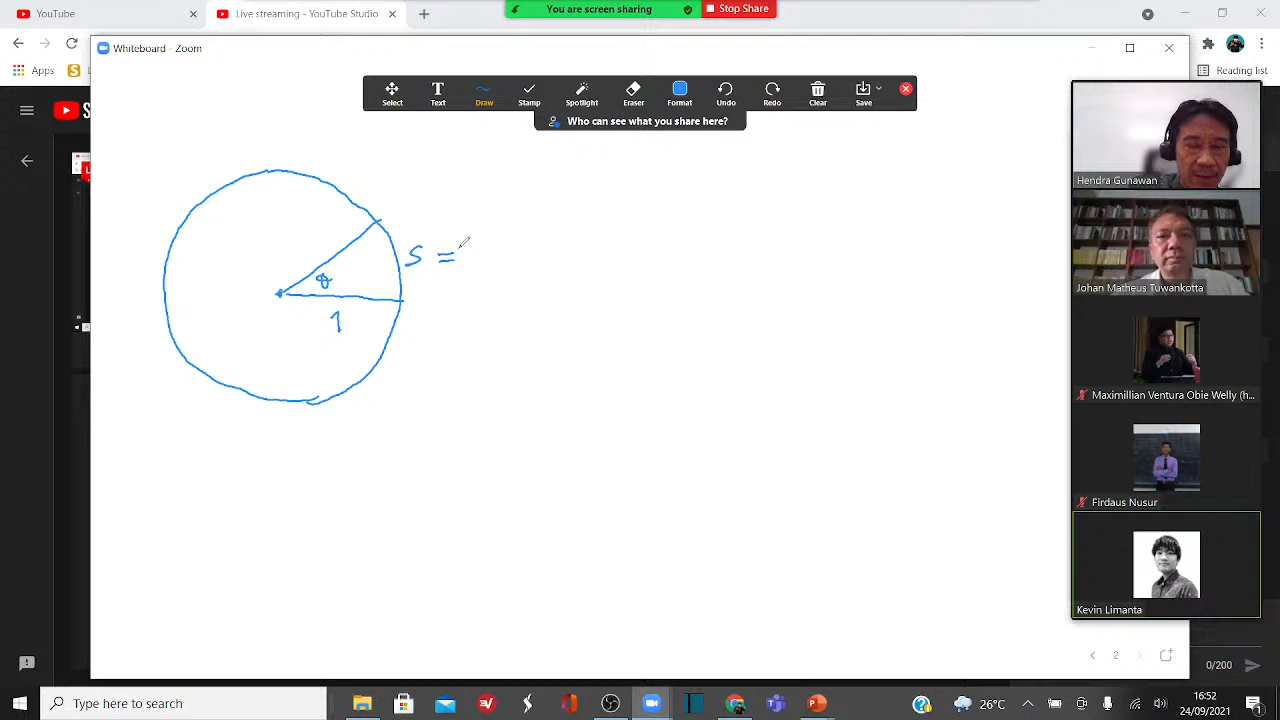 YouTube
Live streaming - YouTube Studio
You are screen sharing
Stop Share
Apps
Reading list
Whiteboard - Zoom
Select
Text
Draw
Stamp
Spotlight
Eraser
Format
Undo
Redo
Clear
Save
Who can see what you share here?
Hendra Gunawan
Johan Matheus Tuwankotta
Maximillian Ventura Obie Welly (h...
Firdaus Nusur
Kevin Limanta
S =
θ
1
2
0/200
Type here to search
26°C
16:52
24/09/2021